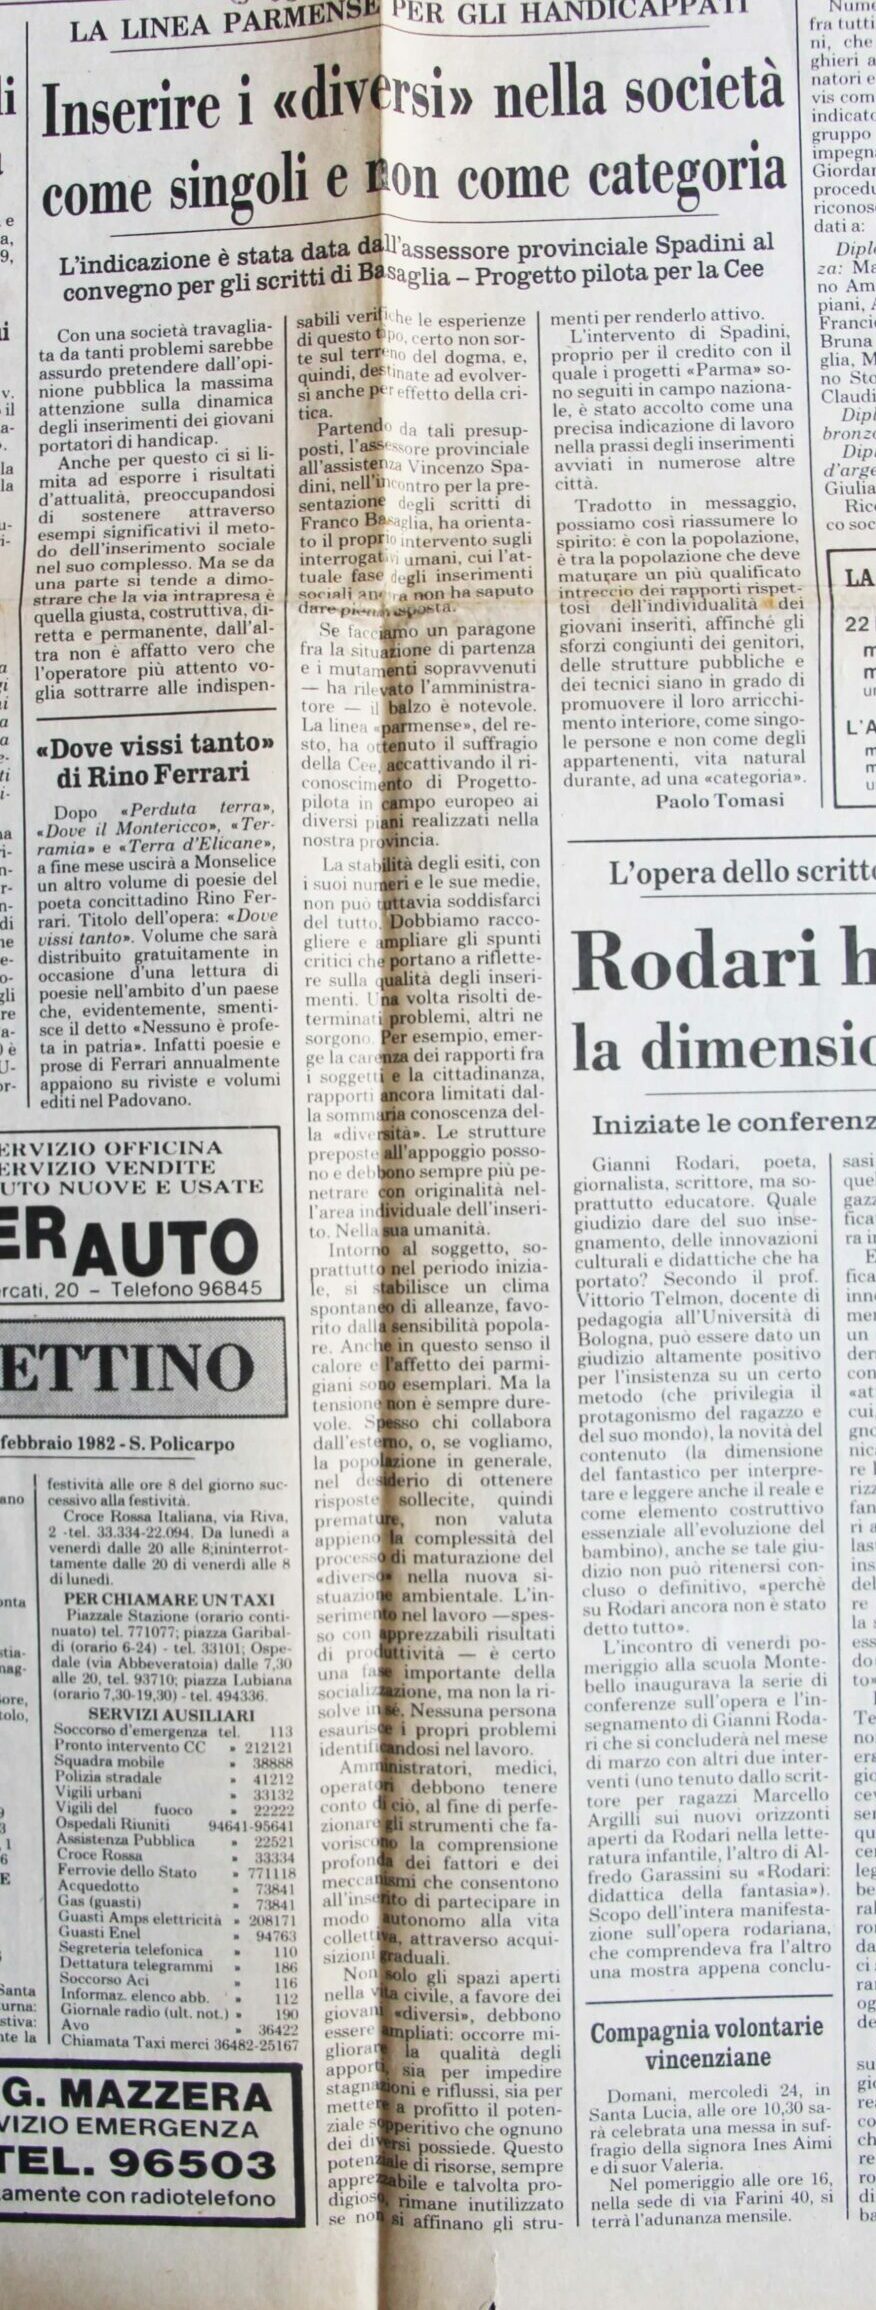 LA LINEA PARMENSE PER GLI HANDICAPPATI
Inserire i «diversi» nella società
come singoli e non come categoria
L'indicazione è stata data dall'assessore provinciale Spadini al
convegno per gli scritti di Basaglia – Progetto pilota per la Cee
Con una società travaglia-
ta da tanti problemi sarebbe
assurdo pretendere dall'opi-
nione pubblica la massima
attenzione sulla dinamica
degli inserimenti dei giovani
portatori di handicap.
Anche per questo ci si li-
mita ad esporre i risultati
d'attualità, preoccupandosi
di sostenere attraverso
esempi significativi il meto-
do dell'inserimento sociale
nel suo complesso. Ma se da
una parte si tende a dimo-
strare che la via intrapresa è
quella giusta, costruttiva, di-
retta e permanente, dall'al-
tra non è affatto vero che
l'operatore più attento vo-
glia sottrarre alle indispen-
sabili verifiche le esperienze
di questo tipo, certo non sor-
te sul terreno del dogma, e,
quindi, destinate ad evolver-
si anche per effetto della cri-
tica.
Partendo da tali presup-
posti, l'assessore provinciale
all'assistenza Vincenzo Spa-
dini, nell'incontro per la pre-
sentazione degli scritti di
Franco Basaglia, ha orienta-
to il proprio intervento sugli
interrogativi umani, cui l'at-
tuale fase degli inserimenti
sociali ancora non ha saputo
dare piena risposta.
Se facciamo un paragone
fra la situazione di partenza
e i mutamenti sopravvenuti
— ha rilevato l'amministra-
tore — il balzo è notevole.
La linea «parmense», del re-
sto, ha ottenuto il suffragio
della Cee, accattivando il ri-
conoscimento di Progetto-
pilota in campo europeo ai
diversi piani realizzati nella
nostra provincia.
La stabilità degli esiti, con
i suoi numeri e le sue medie,
non può tuttavia soddisfarci
del tutto. Dobbiamo racco-
gliere e ampliare gli spunti
critici che portano a riflette-
re sulla qualità degli inseri-
menti. Una volta risolti de-
terminati problemi, altri ne
sorgono. Per esempio, emer-
ge la carenza dei rapporti fra
i soggetti e la cittadinanza,
rapporti ancora limitati dal-
la sommaria conoscenza del-
la «diversità». Le strutture
preposte all'appoggio posso-
no e debbono sempre più pe-
netrare con originalità nel-
l'area individuale dell'inseri-
to. Nella sua umanità.
Intorno al soggetto, so-
prattutto nel periodo inizia-
le, si stabilisce un clima
spontaneo di alleanze, favo-
rito dalla sensibilità popola-
re. Anche in questo senso il
calore e l'affetto dei parmi-
giani sono esemplari. Ma la
tensione non è sempre dure-
vole. Spesso chi collabora
dall'esterno, o, se vogliamo,
la popolazione in generale,
nel desiderio di ottenere
risposte sollecite, quindi
premature, non valuta
appieno la complessità del
processo di maturazione del
«diverso» nella nuova si-
tuazione ambientale. L'in-
serimento nel lavoro —spes-
so con apprezzabili risultati
di produttività — è certo
una fase importante della
socializzazione, ma non la ri-
solve in sé. Nessuna persona
esaurisce i propri problemi
identificandosi nel lavoro.
Amministratori, medici,
operatori debbono tenere
conto di ciò, al fine di perfe-
zionare gli strumenti che fa-
voriscono la comprensione
profonda dei fattori e dei
meccanismi che consentono
all'inserito di partecipare in
modo autonomo alla vita
collettiva, attraverso acqui-
sizioni graduali.
Non solo gli spazi aperti
nella vita civile, a favore dei
giovani «diversi», debbono
essere ampliati: occorre mi-
gliorare la qualità degli
apporti, sia per impedire
stagnazioni e riflussi, sia per
mettere a profitto il poten-
ziale sopperitivo che ognuno
dei diversi possiede. Questo
potenziale di risorse, sempre
apprezzabile e talvolta pro-
digioso, rimane inutilizzato
se non si affinano gli stru-
menti per renderlo attivo.
L'intervento di Spadini,
proprio per il credito con il
quale i progetti «Parma» so-
no seguiti in campo naziona-
le, è stato accolto come una
precisa indicazione di lavoro
nella prassi degli inserimenti
avviati in numerose altre
città.
Tradotto in messaggio,
possiamo così riassumere lo
spirito: è con la popolazione,
è tra la popolazione che deve
maturare un più qualificato
intreccio dei rapporti rispet-
tosi dell'individualità dei
giovani inseriti, affinché gli
sforzi congiunti dei genitori,
delle strutture pubbliche e
dei tecnici siano in grado di
promuovere il loro arricchi-
mento interiore, come singo-
le persone e non come degli
appartenenti, vita natural
durante, ad una «categoria».
Paolo Tomasi
«Dove vissi tanto»
di Rino Ferrari
Dopo «Perduta terra»,
«Dove il Montericco», «Ter-
ramia» e «Terra d'Elicane»,
a fine mese uscirà a Monselice
un altro volume di poesie del
poeta concittadino Rino Fer-
rari. Titolo dell'opera: «Dove
vissi tanto». Volume che sarà
distribuito gratuitamente in
occasione d'una lettura di
poesie nell'ambito d'un paese
che, evidentemente, smenti-
sce il detto «Nessuno è profe-
ta in patria». Infatti poesie e
prose di Ferrari annualmente
appaiono su riviste e volumi
editi nel Padovano.
ERVIZIO OFFICINA
ERVIZIO VENDITE
UTO NUOVE E USATE
ER AUTO
rcati, 20 – Telefono 96845
ETTINO
febbraio 1982 - S. Policarpo
festività alle ore 8 del giorno suc-
cessivo alla festività.
Croce Rossa Italiana, via Riva,
2 -tel. 33.334-22.094. Da lunedì a
venerdì dalle 20 alle 8;ininterrot-
tamente dalle 20 di venerdì alle 8
di lunedì.
PER CHIAMARE UN TAXI
Piazzale Stazione (orario conti-
nuato) tel. 771077; piazza Garibal-
di (orario 6-24) - tel. 33101; Ospe-
dale (via Abbeveratoia) dalle 7,30
alle 20, tel. 93710; piazza Lubiana
(orario 7,30-19,30) - tel. 494336.
SERVIZI AUSILIARI
Soccorso d'emergenza tel. 113
Pronto intervento CC » 212121
Squadra mobile » 38888
Polizia stradale » 41212
Vigili urbani » 33132
Vigili del fuoco » 22222
Ospedali Riuniti 94641-95641
Assistenza Pubblica » 22521
Croce Rossa » 33334
Ferrovie dello Stato » 771118
Acquedotto » 73841
Gas (guasti) » 73841
Guasti Amps elettricità » 208171
Guasti Enel » 94763
Segreteria telefonica » 110
Dettatura telegrammi » 186
Soccorso Aci » 116
Informaz. elenco abb. » 112
Giornale radio (ult. not.) » 190
Avo » 36422
Chiamata Taxi merci 36482-25167
G. MAZZERA
VIZIO EMERGENZA
TEL. 96503
tamente con radiotelefono
L'opera dello scritto
Rodari h
la dimensio
Iniziate le conferenz
Gianni Rodari, poeta,
giornalista, scrittore, ma so-
prattutto educatore. Quale
giudizio dare del suo inse-
gnamento, delle innovazioni
culturali e didattiche che ha
portato? Secondo il prof.
Vittorio Telmon, docente di
pedagogia all'Università di
Bologna, può essere dato un
giudizio altamente positivo
per l'insistenza su un certo
metodo (che privilegia il
protagonismo del ragazzo e
del suo mondo), la novità del
contenuto (la dimensione
del fantastico per interpre-
tare e leggere anche il reale e
come elemento costruttivo
essenziale all'evoluzione del
bambino), anche se tale giu-
dizio non può ritenersi con-
cluso o definitivo, «perchè
su Rodari ancora non è stato
detto tutto».
L'incontro di venerdì po-
meriggio alla scuola Monte-
bello inaugurava la serie di
conferenze sull'opera e l'in-
segnamento di Gianni Roda-
ri che si concluderà nel mese
di marzo con altri due inter-
venti (uno tenuto dallo scrit-
tore per ragazzi Marcello
Argilli sui nuovi orizzonti
aperti da Rodari nella lette-
ratura infantile, l'altro di Al-
fredo Garassini su «Rodari:
didattica della fantasia»).
Scopo dell'intera manifesta-
zione sull'opera rodariana,
che comprendeva fra l'altro
una mostra appena conclu-
Compagnia volontarie
vincenziane
Domani, mercoledì 24, in
Santa Lucia, alle ore 10,30 sa-
rà celebrata una messa in suf-
fragio della signora Ines Aimi
e di suor Valeria.
Nel pomeriggio alle ore 16,
nella sede di via Farini 40, si
terrà l'adunanza mensile.